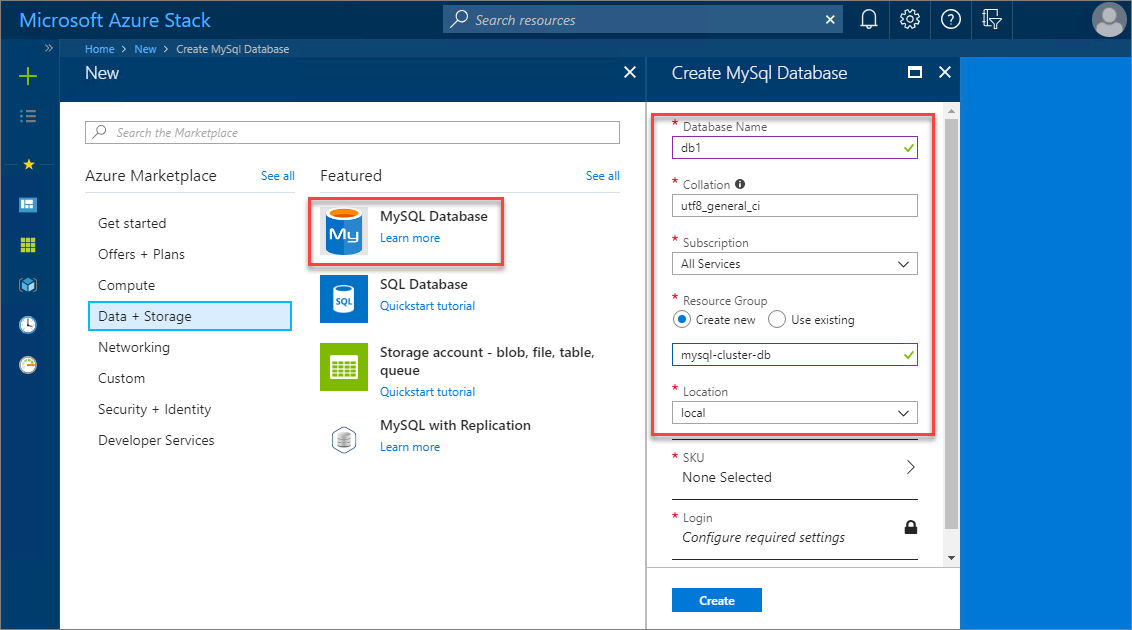 Microsoft Azure Stack
Search resources
Home > New > Create MySql Database
New
Create MySql Database
Search the Marketplace
Azure Marketplace
See all
Get started
Offers + Plans
Compute
Data + Storage
Networking
Custom
Security + Identity
Developer Services
Featured
See all
My
MySQL Database
Learn more
SQL
SQL Database
Quickstart tutorial
Storage account - blob, file, table,
queue
Quickstart tutorial
MySQL with Replication
Learn more
* Database Name
db1
* Collation
utf8_general_ci
* Subscription
All Services
* Resource Group
Create new Use existing
mysql-cluster-db
* Location
local
* SKU
None Selected
* Login
Configure required settings
Create